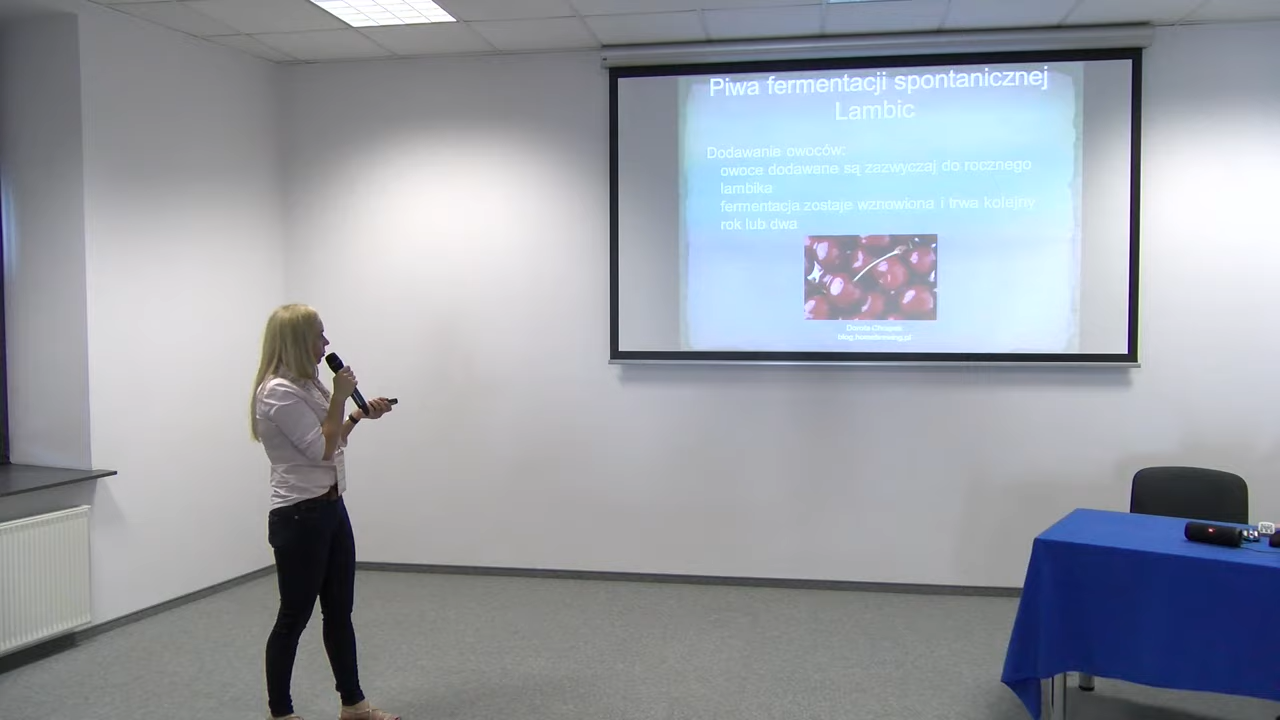 Piwa fermentacji spontanicznej
Lambic
Dodawanie owoców:
owoce dodawane są zazwyczaj do rocznego
lambika
fermentacja zostaje wznowiona i trwa kolejny
rok lub dwa
Dorota Chrapek
blog.homebrewing.pl